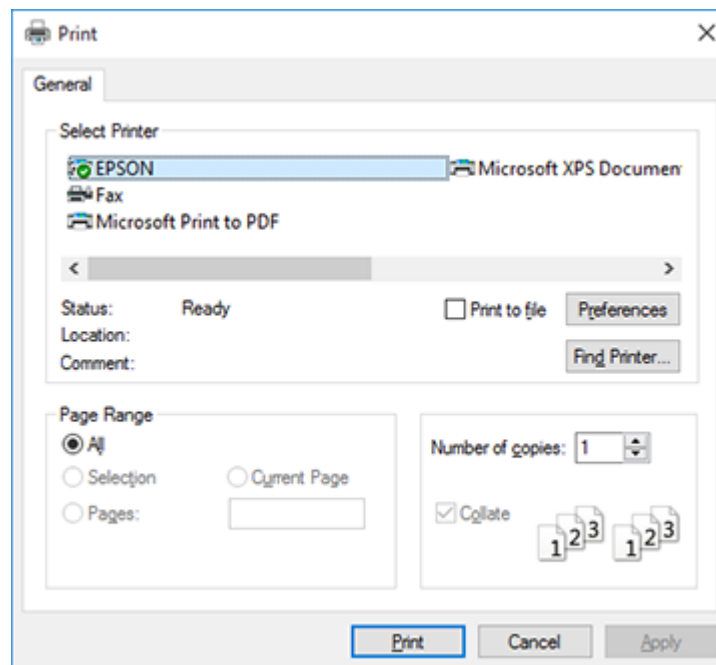 Print
General
Select Printer
EPSON
Microsoft XPS Documen
Fax
Microsoft Print to PDF
Status: Ready
Print to file
Preferences
Location:
Comment:
Find Printer...
Page Range
All
Selection
Current Page
Pages:
Number of copies: 1
Collate
1 2 3 1 2 3
Print
Cancel
Apply